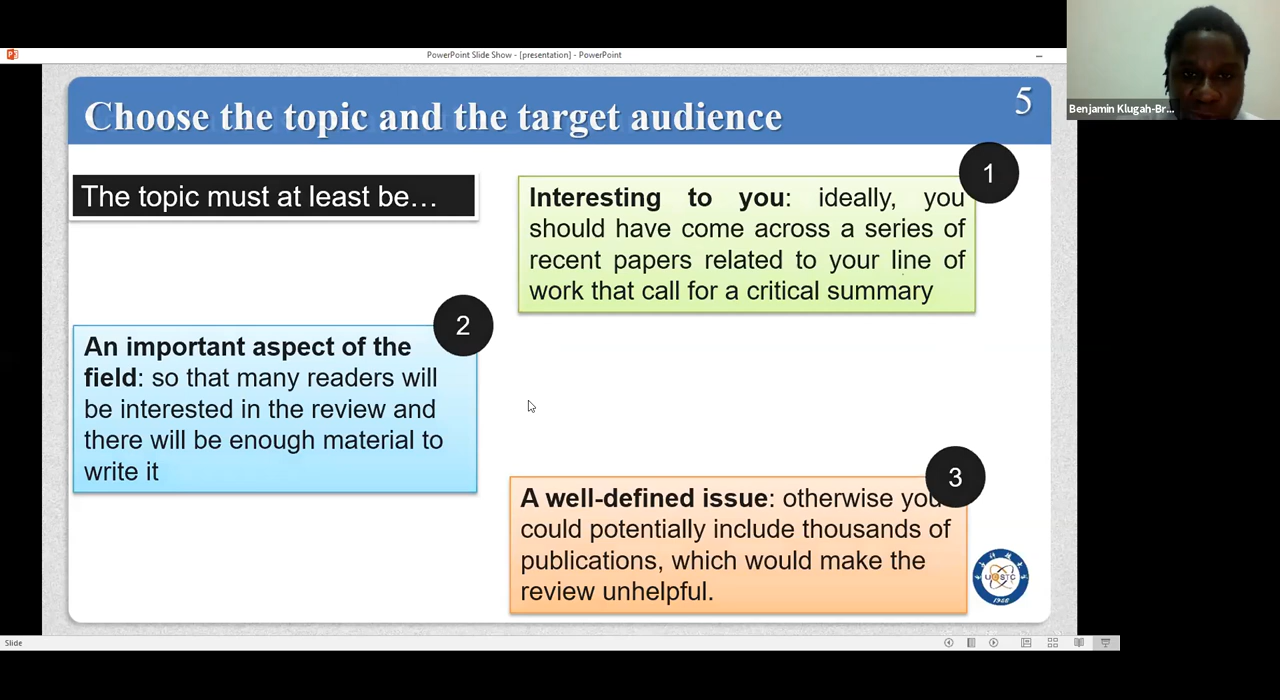 PowerPoint Slide Show - [presentation] - PowerPoint
Benjamin Klugah-Br...
Choose the topic and the target audience
5
The topic must at least be...
1
Interesting to you: ideally, you
should have come across a series of
recent papers related to your line of
work that call for a critical summary
2
An important aspect of the
field: so that many readers will
be interested in the review and
there will be enough material to
write it
3
A well-defined issue: otherwise you
could potentially include thousands of
publications, which would make the
review unhelpful.
1956
Slide